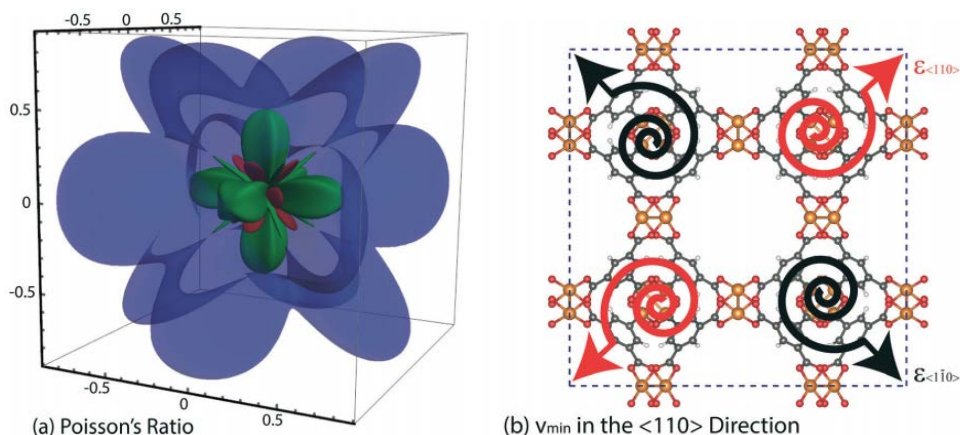 -0.5 0 0.5
0.5
0
-0.5
-0.5
0
0.5
(a) Poisson's Ratio
ε<110>
ε<11̄0>
(b) νmin in the <110> Direction